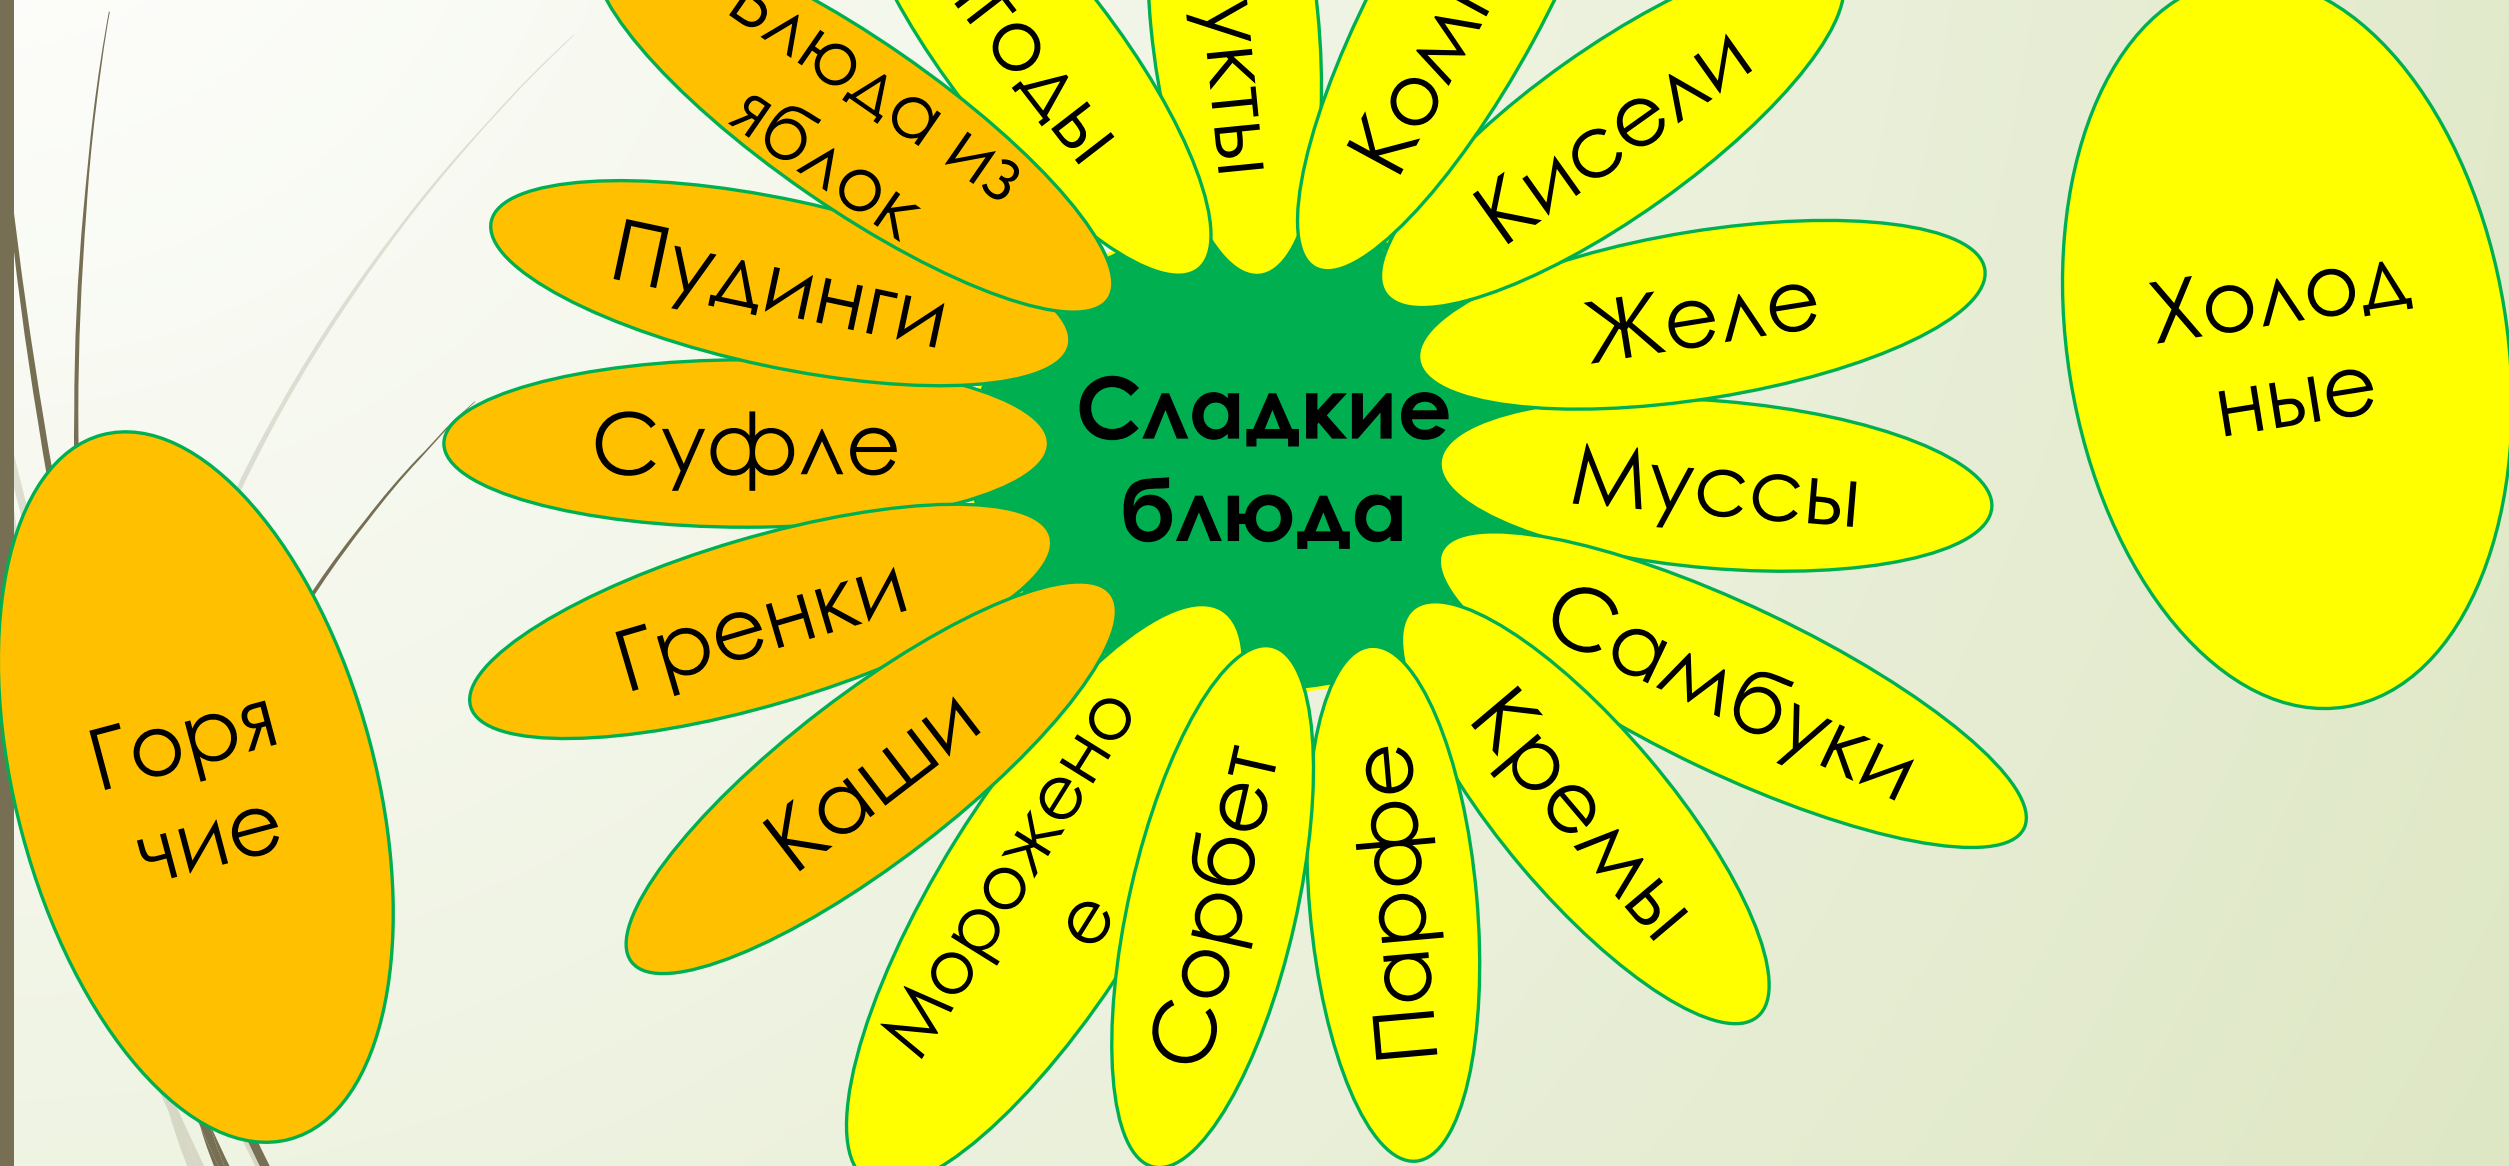 Сладкие
блюда
Блюда из
яблок
Кисели
Желе
Муссы
Самбуки
Кремы
Парфе
Сорбет
Морожено
е
Каши
Гренки
Суфле
Пудинги
Горя
чие
Холод
ные